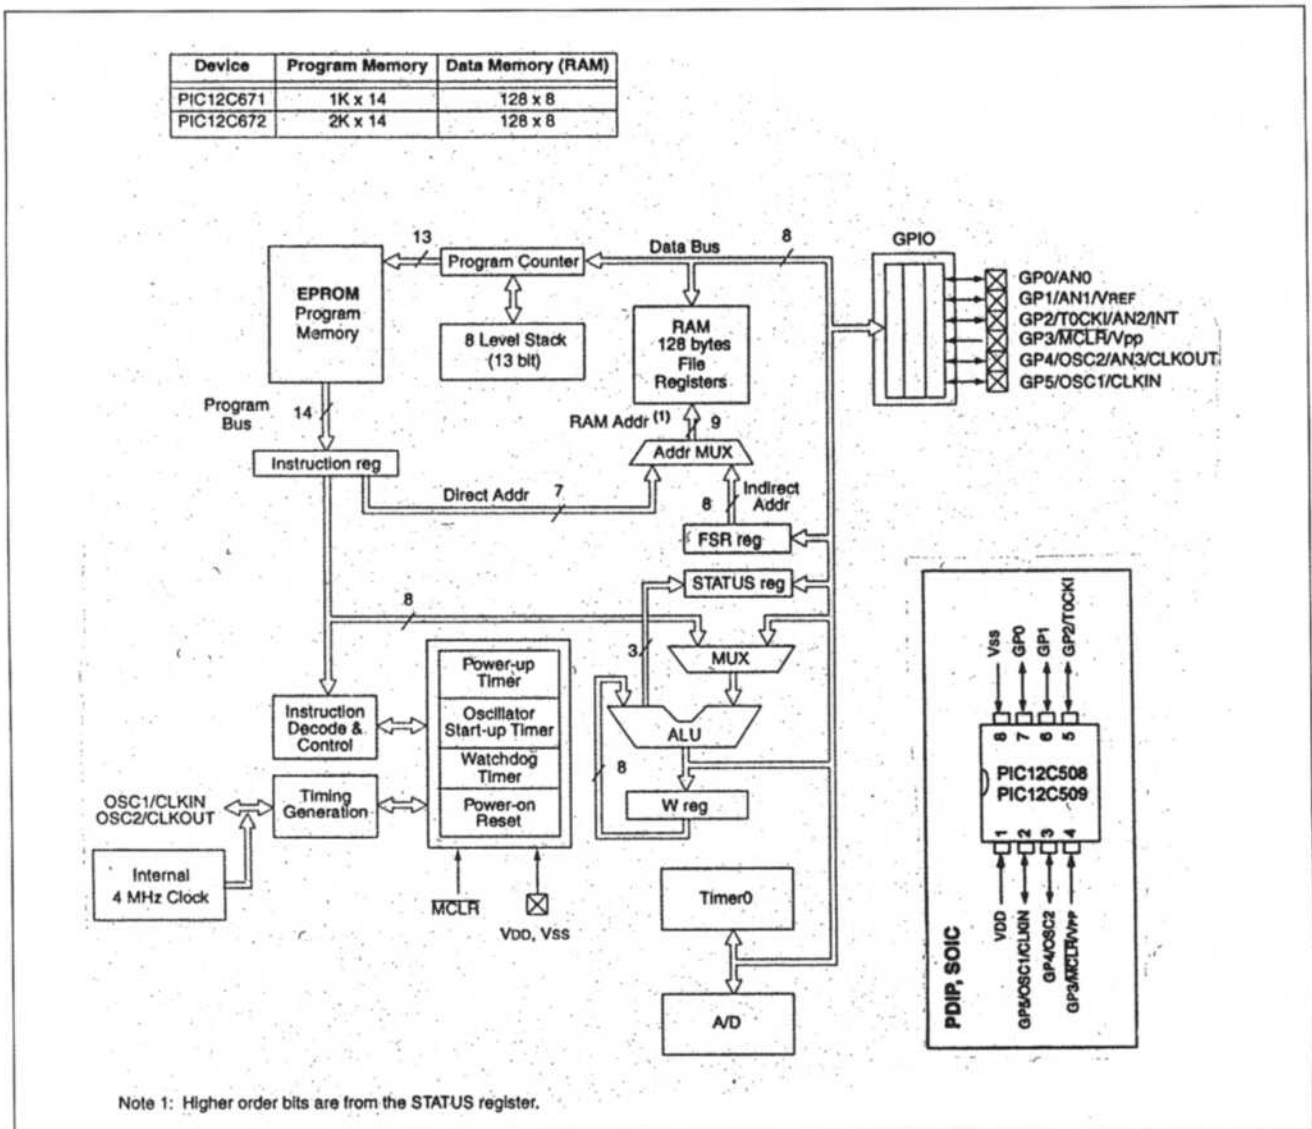 Device Program Memory Data Memory (RAM)
PIC12C671 1K x 14 128 x 8
PIC12C672 2K x 14 128 x 8
13
Program Counter
Data Bus
8
GPIO
EPROM
Program
Memory
8 Level Stack
(13 bit)
RAM
128 bytes
File
Registers
GP0/AN0
GP1/AN1/VREF
GP2/T0CKI/AN2/INT
GP3/MCLR/Vpp
GP4/OSC2/AN3/CLKOUT
GP5/OSC1/CLKIN
Program
Bus
14
RAM Addr (1)
9
Addr MUX
Instruction reg
Direct Addr
7
8
Indirect
Addr
FSR reg
STATUS reg
8
3
MUX
Power-up
Timer
Oscillator
Start-up Timer
Watchdog
Timer
Power-on
Reset
Instruction
Decode &
Control
ALU
8
W reg
OSC1/CLKIN
OSC2/CLKOUT
Timing
Generation
Internal
4 MHz Clock
MCLR
VDD, VSS
Timer0
A/D
Vss
GP0
GP1
GP2/T0CKI
8 7 6 5
PIC12C508
PIC12C509
1 2 3 4
VDD
GP5/OSC1/CLKIN
GP4/OSC2
GP3/MCLR/VPP
PDIP, SOIC
Note 1: Higher order bits are from the STATUS register.